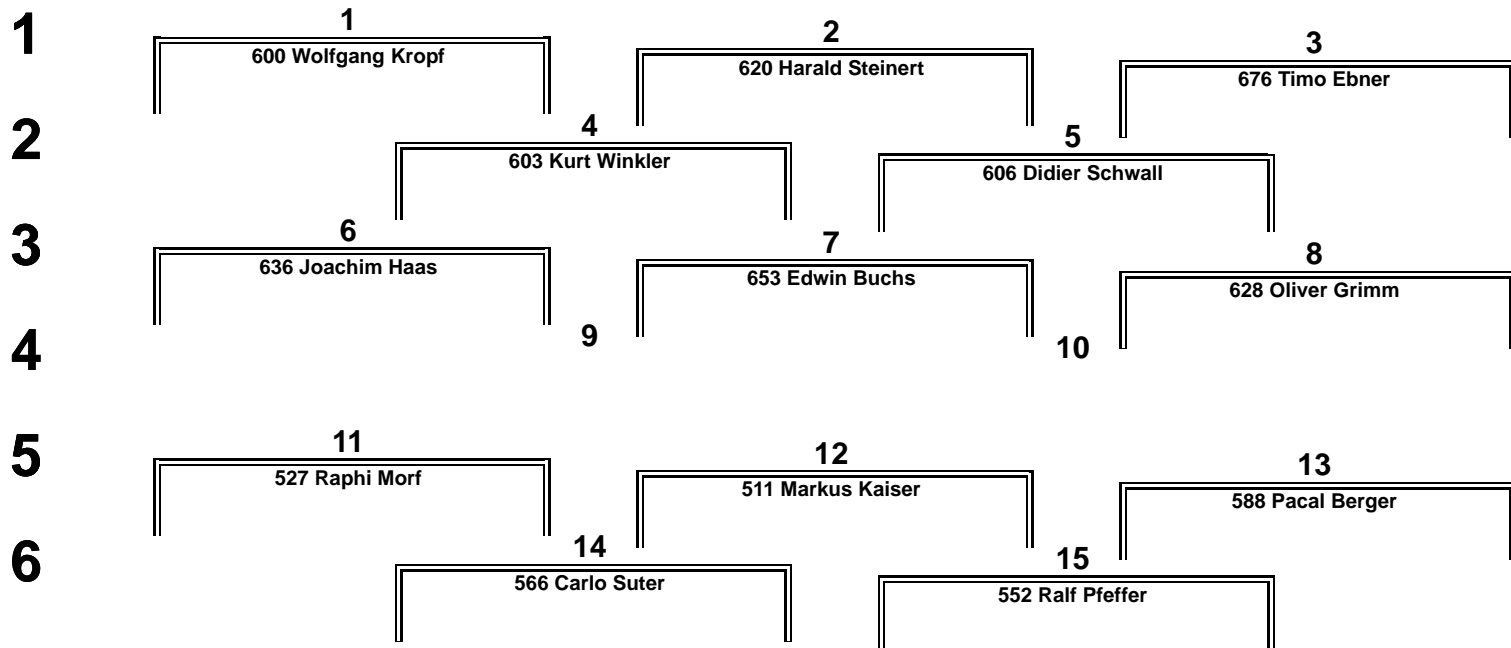 1
1
600 Wolfgang Kropf
2
620 Harald Steinert
3
676 Timo Ebner
2
4
603 Kurt Winkler
5
606 Didier Schwall
3
6
636 Joachim Haas
7
653 Edwin Buchs
8
628 Oliver Grimm
4
9
10
5
11
527 Raphi Morf
12
511 Markus Kaiser
13
588 Pacal Berger
6
14
566 Carlo Suter
15
552 Ralf Pfeffer